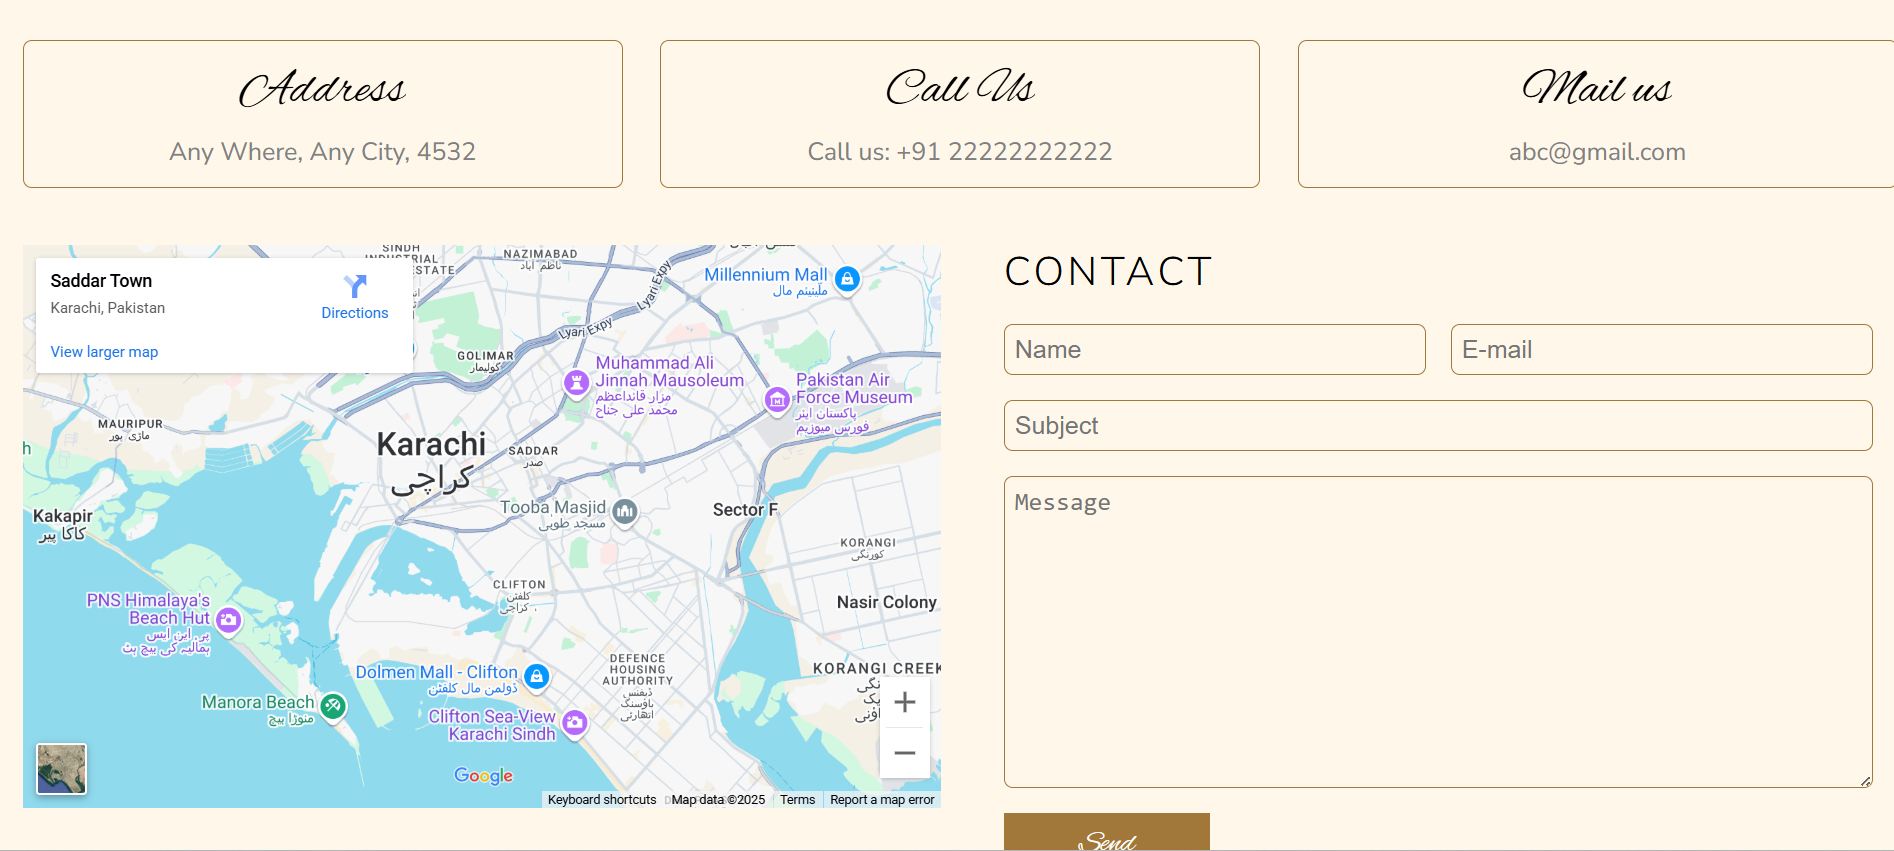 Address
Any Where, Any City, 4532
Call Us
Call us: +91 22222222222
Mail us
abc@gmail.com
Saddar Town
Karachi, Pakistan
Directions
View larger map
SINDH
NAZIMABAD
ناظم آباد
Millennium Mall
ملینیئم مال
Lyari Expy
Lyari Expy
GOLIMAR
گولیمار
Muhammad Ali
Jinnah Mausoleum
مزار قائداعظم
محمد علی جناح
Pakistan Air
Force Museum
پاکستان ایئر
فورس میوزیم
MAURIPUR
ماڑی پور
Karachi
کراچی
SADDAR
صدر
Tooba Masjid
مسجد طوبی
Sector F
Kakapir
کاکا پیر
KORANGI
کورنگی
CLIFTON
کلفٹن
، کراچی
Nasir Colony
PNS Himalaya's
Beach Hut
پی این ایس
ہمالیہ کی بیچ ہٹ
DEFENCE
HOUSING
AUTHORITY
ڈیفنس
ہاؤسنگ
اتھارٹی
KORANGI CREEK
Dolmen Mall - Clifton
ڈولمن مال کلفٹن
Manora Beach
منوڑا بیچ
Clifton Sea-View
Karachi Sindh
Google
Keyboard shortcuts
Map data ©2025
Terms
Report a map error
CONTACT
Name
E-mail
Subject
Message
Send